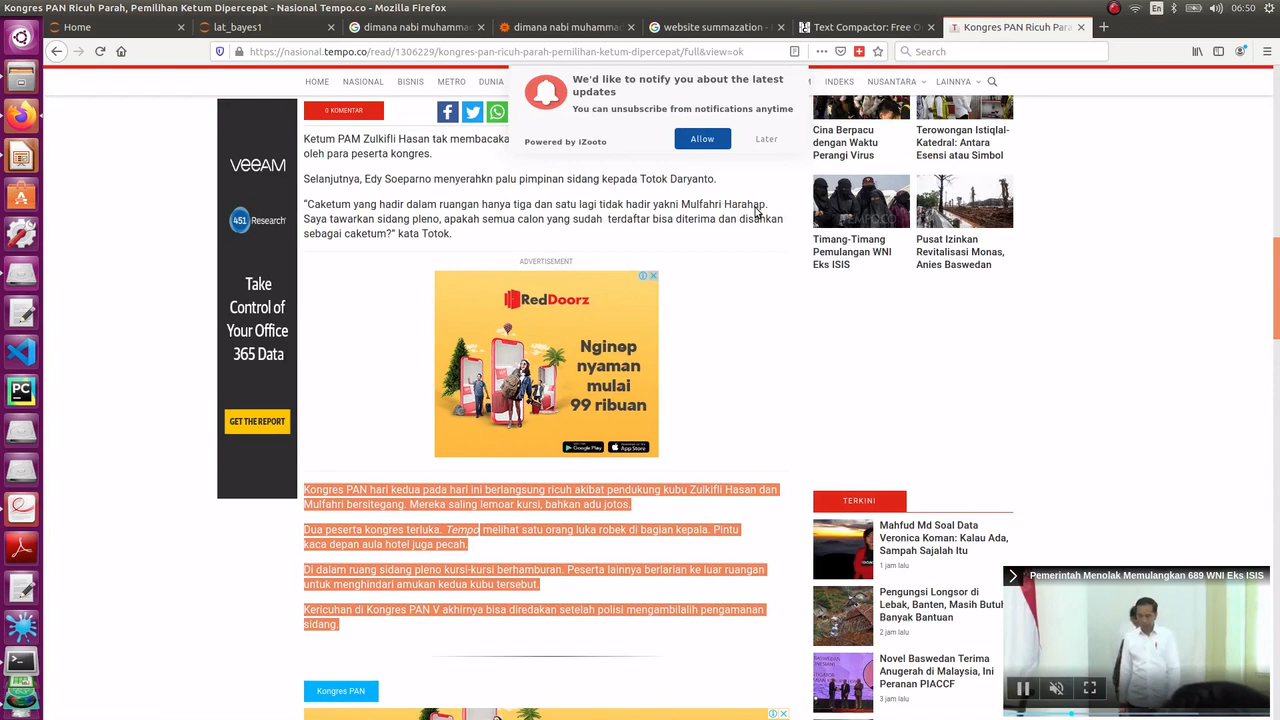 Kongres PAN Ricuh Parah, Pemilihan Ketum Dipercepat - Nasional Tempo.co - Mozilla Firefox
En
06:50
Home
lat_bayes1
dimana nabi muhammad
dimana nabi muhammad
website summazation -
Text Compactor: Free O
Kongres PAN Ricuh Para
https://nasional.tempo.co/read/1306229/kongres-pan-ricuh-parah-pemilihan-ketum-dipercepat/full&view=ok
Search
HOME NASIONAL BISNIS METRO DUNIA
INDEKS NUSANTARA LAINNYA
We'd like to notify you about the latest
updates
You can unsubscribe from notifications anytime
Powered by iZooto
Allow
Later
0 KOMENTAR
Ketum PAM Zulkifli Hasan tak membacaka
oleh para peserta kongres.
Selanjutnya, Edy Soeparno menyerahkn palu pimpinan sidang kepada Totok Daryanto.
“Caketum yang hadir dalam ruangan hanya tiga dan satu lagi tidak hadir yakni Mulfahri Harahap.
Saya tawarkan sidang pleno, apakah semua calon yang sudah terdaftar bisa diterima dan disahkan
sebagai caketum?” kata Totok.
ADVERTISEMENT
RedDoorz
Nginep
nyaman
mulai
99 ribuan
Google Play
App Store
Kongres PAN hari kedua pada hari ini berlangsung ricuh akibat pendukung kubu Zulkifli Hasan dan
Mulfahri bersitegang. Mereka saling lemoar kursi, bahkan adu jotos.
Dua peserta kongres terluka. Tempo melihat satu orang luka robek di bagian kepala. Pintu
kaca depan aula hotel juga pecah.
Di dalam ruang sidang pleno kursi-kursi berhamburan. Peserta lainnya berlarian ke luar ruangan
untuk menghindari amukan kedua kubu tersebut.
Kericuhan di Kongres PAN V akhirnya bisa diredakan setelah polisi mengambilalih pengamanan
sidang.
Kongres PAN
VEEAM
451 Research
Take
Control of
Your Office
365 Data
GET THE REPORT
Cina Berpacu
dengan Waktu
Perangi Virus
Terowongan Istiqlal-
Katedral: Antara
Esensi atau Simbol
TEMPO.CO
Timang-Timang
Pemulangan WNI
Eks ISIS
Pusat Izinkan
Revitalisasi Monas,
Anies Baswedan
TERKINI
Mahfud Md Soal Data
Veronica Koman: Kalau Ada,
Sampah Sajalah Itu
1 jam lalu
Pengungsi Longsor di
Lebak, Banten, Masih Butuh
Banyak Bantuan
2 jam lalu
Novel Baswedan Terima
Anugerah di Malaysia, Ini
Peranan PIACCF
3 jam lalu
Pemerintah Menolak Memulangkan 689 WNI Eks ISIS
PC